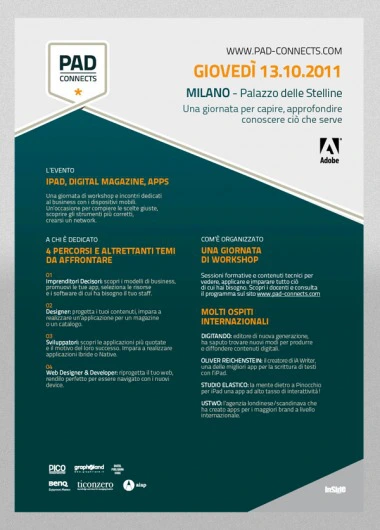 PAD
CONNECTS
*
WWW.PAD-CONNECTS.COM
GIOVEDÌ 13.10.2011
MILANO - Palazzo delle Stelline
Una giornata per capire, approfondire
conoscere ciò che serve
Adobe
L'EVENTO
IPAD, DIGITAL MAGAZINE, APPS
Una giornata di workshop e incontri dedicati
al business con i dispositivi mobili.
Un'occasione per compiere le scelte giuste,
scoprire gli strumenti più corretti,
crearsi un network.
A CHI È DEDICATO
4 PERCORSI E ALTRETTANTI TEMI
DA AFFRONTARE
01
Imprenditori Decisori: scopri i modelli di business,
promuovi le tue app, seleziona le risorse
e i software di cui ha bisogno il tuo staff.
02
Designer: progetta i tuoi contenuti, impara a
realizzare un'applicazione per un magazine
o un catalogo.
03
Sviluppatori: scopri le applicazioni più quotate
e il motivo del loro successo. Impara a realizzare
applicazioni ibride o Native.
04
Web Designer & Developer: riprogetta il tuo web,
rendilo perfetto per essere navigato con i nuovi
device.
COM'È ORGANIZZATO
UNA GIORNATA
DI WORKSHOP
Sessioni formative o contenuti tecnici per
vedere, applicare e imparare tutto ciò
di cui hai bisogno. Scopri i docenti e consulta
il programma sul sito www.pad-connects.com
MOLTI OSPITI
INTERNAZIONALI
DIGITANDO: editore di nuova generazione,
ha saputo trovare nuovi modi per produrre
e diffondere contenuti digitali.
OLIVER REICHENSTEIN: il creatore di iA Writer,
una delle migliori app per la scrittura di testi
con l'iPad.
STUDIO ELASTICO: la mente dietro a Pinocchio
per iPad una app ad alto tasso di interattività!
USTWO: l'agenzia londinese/scandinava che
ha creato apps per i maggiori brand a livello
internazionale.
PICO
grapholand
BenQ
ticonzero
aiap